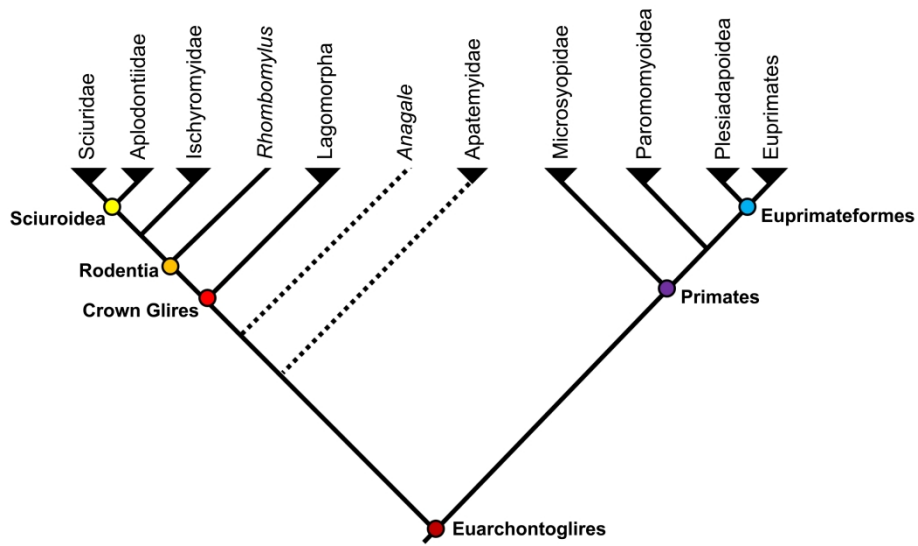 Sciuridae
Aplodontiidae
Ischyromyidae
Rhombomylus
Lagomorpha
Anagale
Apatemyidae
Microsyopidae
Paromomyoidea
Plesiadapoidea
Euprimates
Sciuroidea
Euprimateformes
Rodentia
Crown Glires
Primates
Euarchontoglires